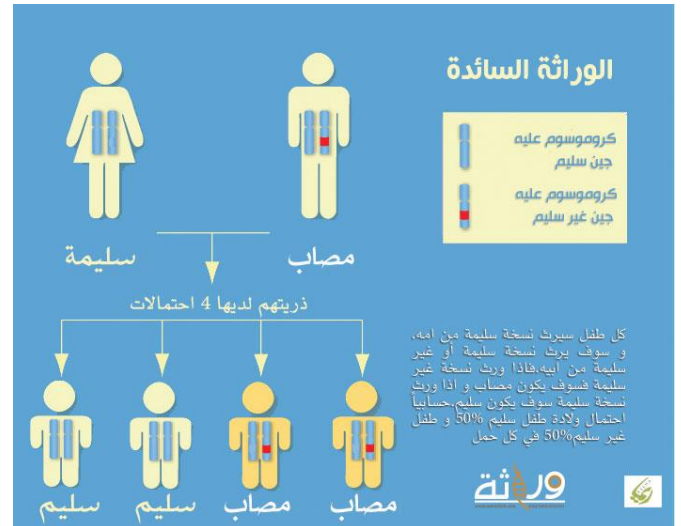 الوراثة السائدة
كروموسوم عليه
جين سليم
كروموسوم عليه
جين غير سليم
سليمة
مصاب
ذريتهم لديها 4 احتمالات
كل طفل سيرث نسخة سليمة من امه،
و سوف يرث نسخة سليمة أو غير
سليمة من ابيه.فاذا ورث نسخة غير
سليمة فسوف يكون مصاب و اذا ورث
نسخة سليمة سوف يكون سليم.حسابياً
احتمال ولادة طفل سليم 50% و طفل
غير سليم50% في كل حمل
سليم
سليم
مصاب
مصاب
وراثة